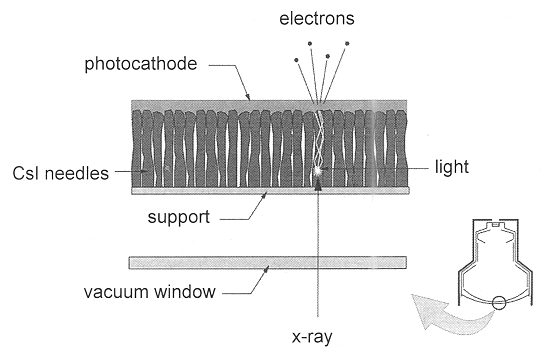 electrons
photocathode
CsI needles
light
support
vacuum window
x-ray